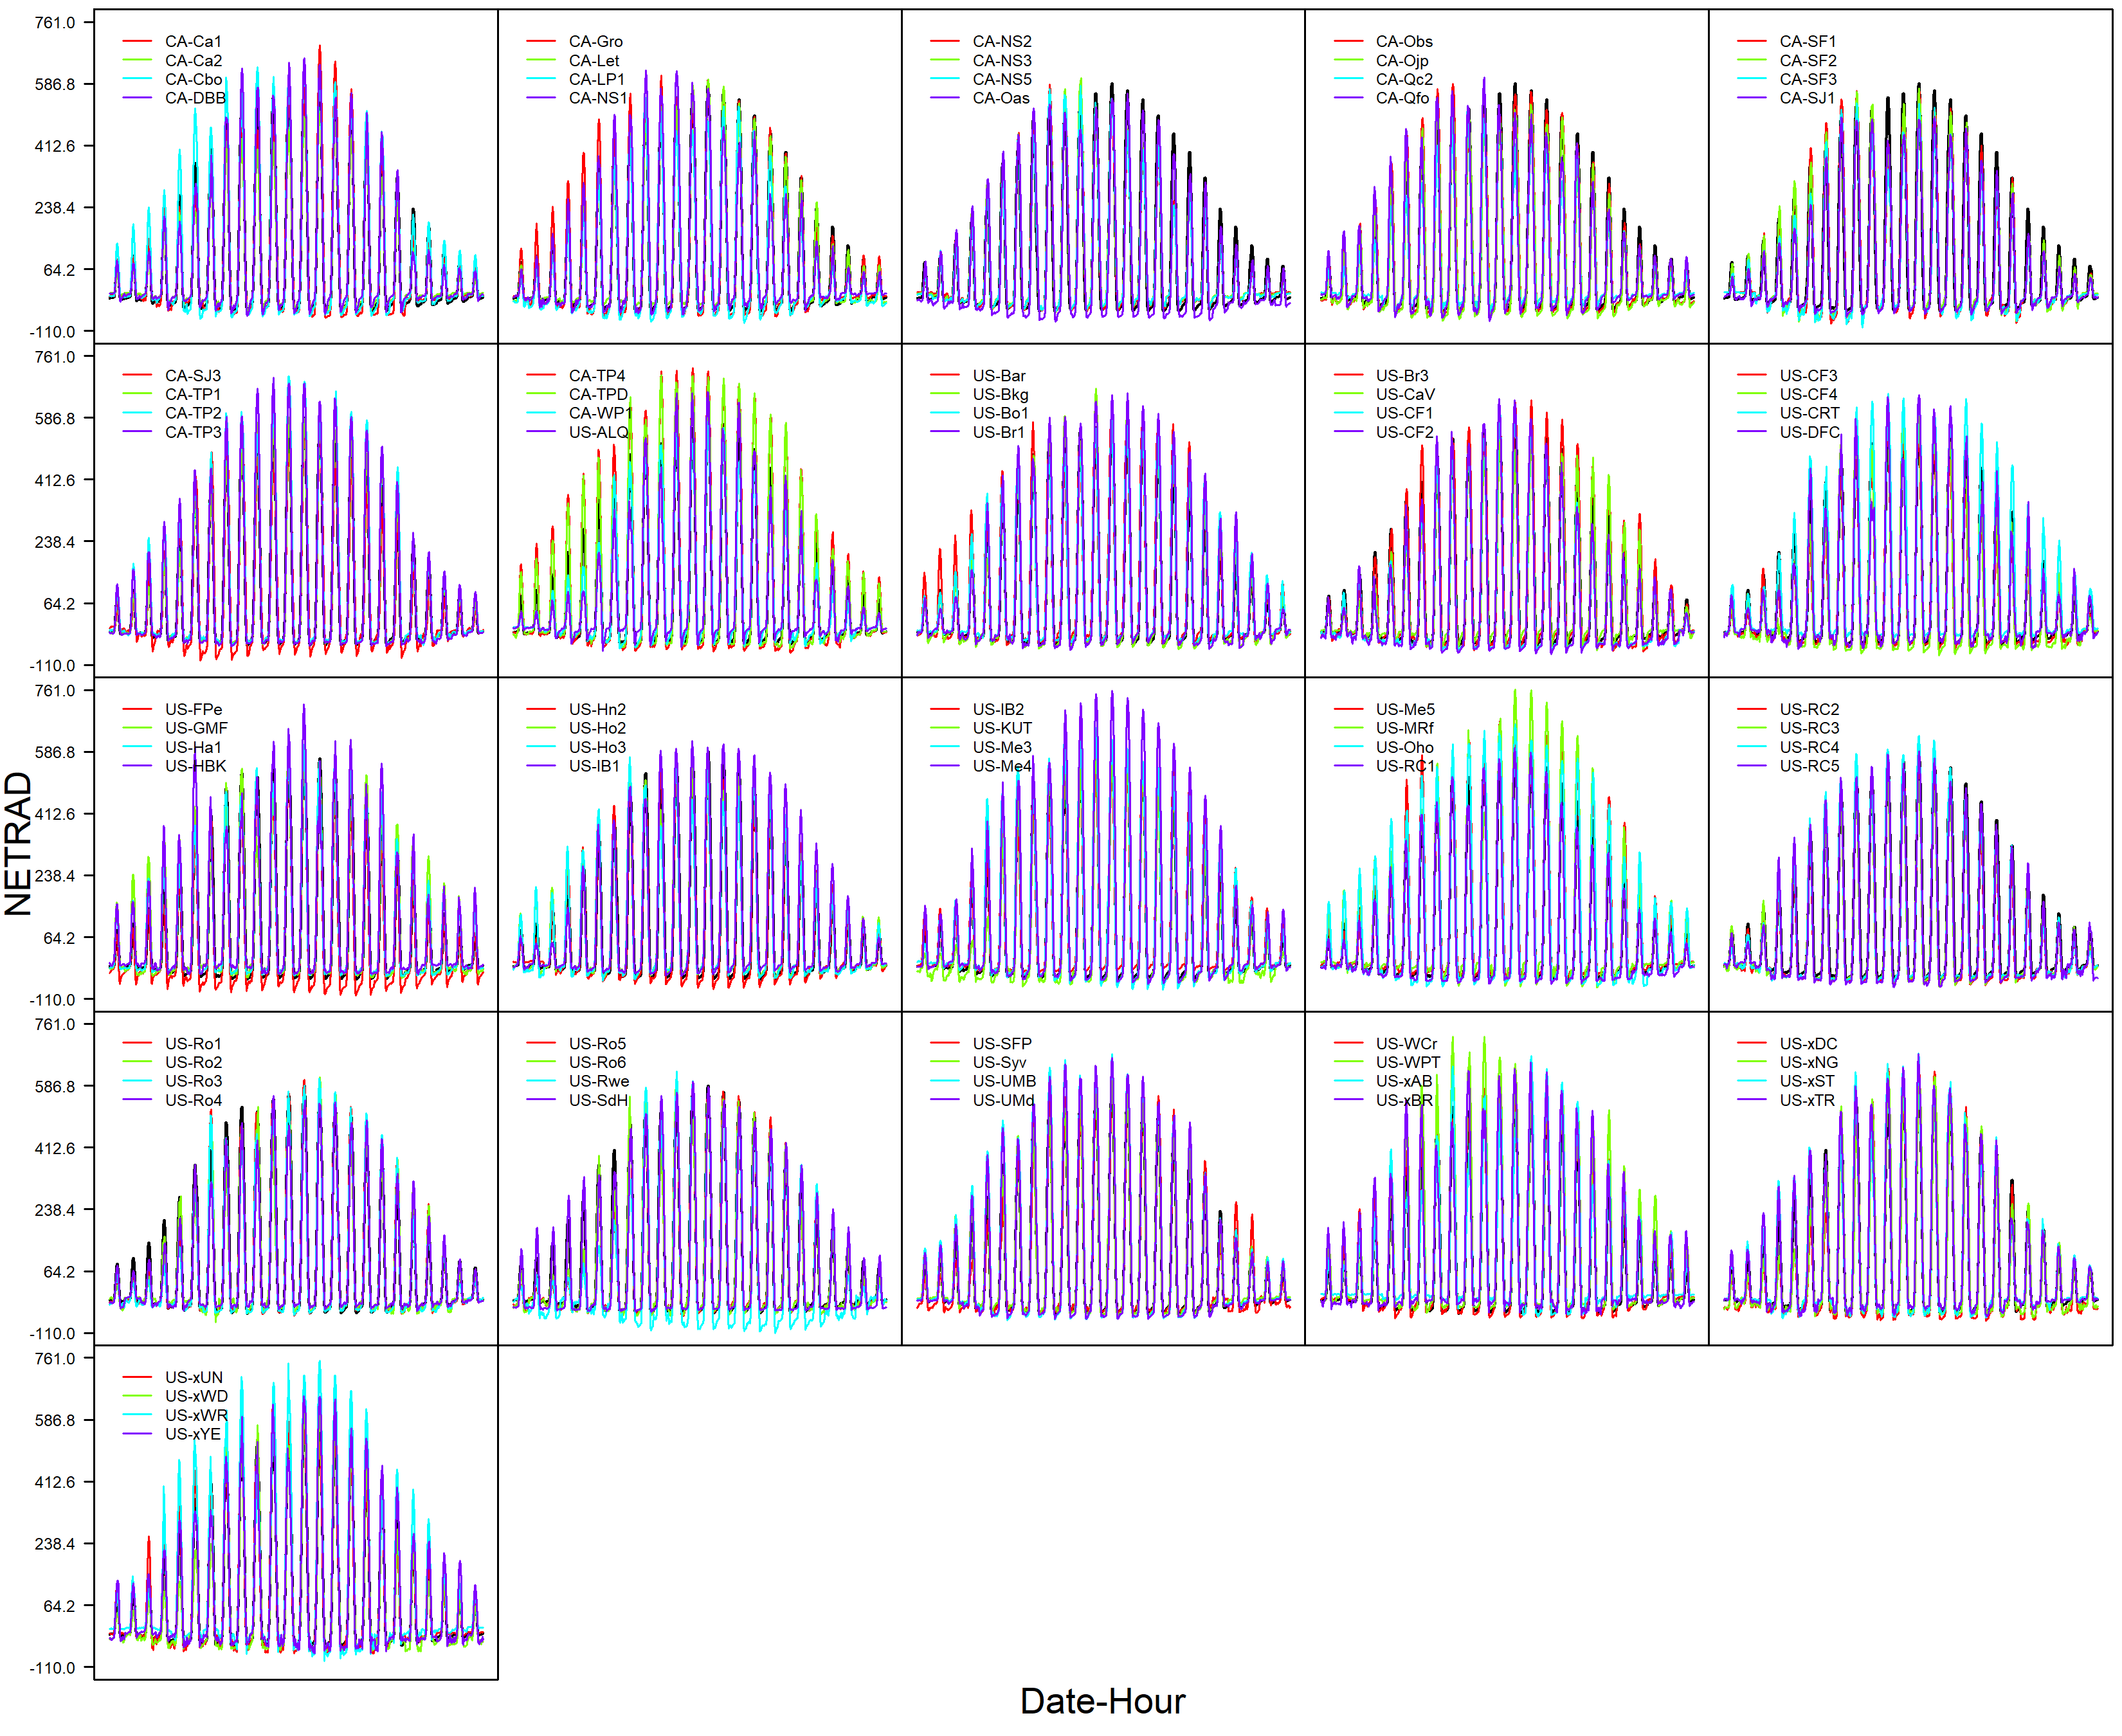 761.0
586.8
412.6
238.4
64.2
-110.0
CA-Ca1
CA-Ca2
CA-Cbo
CA-DBB
CA-Gro
CA-Let
CA-LP1
CA-NS1
CA-NS2
CA-NS3
CA-NS5
CA-Oas
CA-Obs
CA-Ojp
CA-Qc2
CA-Qfo
CA-SF1
CA-SF2
CA-SF3
CA-SJ1
761.0
586.8
412.6
238.4
64.2
-110.0
CA-SJ3
CA-TP1
CA-TP2
CA-TP3
CA-TP4
CA-TPD
CA-WP1
US-ALQ
US-Bar
US-Bkg
US-Bo1
US-Br1
US-Br3
US-CaV
US-CF1
US-CF2
US-CF3
US-CF4
US-CRT
US-DFC
NETRAD
761.0
586.8
412.6
238.4
64.2
-110.0
US-FPe
US-GMF
US-Ha1
US-HBK
US-Hn2
US-Ho2
US-Ho3
US-IB1
US-IB2
US-KUT
US-Me3
US-Me4
US-Me5
US-MRf
US-Oho
US-RC1
US-RC2
US-RC3
US-RC4
US-RC5
761.0
586.8
412.6
238.4
64.2
-110.0
US-Ro1
US-Ro2
US-Ro3
US-Ro4
US-Ro5
US-Ro6
US-Rwe
US-SdH
US-SFP
US-Syv
US-UMB
US-UMd
US-WCr
US-WPT
US-xAB
US-xBR
US-xDC
US-xNG
US-xST
US-xTR
761.0
586.8
412.6
238.4
64.2
-110.0
US-xUN
US-xWD
US-xWR
US-xYE
Date-Hour